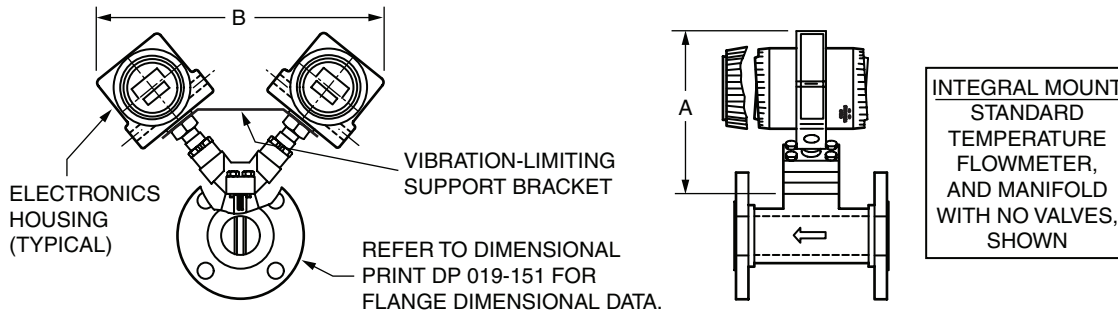 B
ELECTRONICS
HOUSING
(TYPICAL)
VIBRATION-LIMITING
SUPPORT BRACKET
REFER TO DIMENSIONAL
PRINT DP 019-151 FOR
FLANGE DIMENSIONAL DATA.
A
INTEGRAL MOUNT
STANDARD
TEMPERATURE
FLOWMETER,
AND MANIFOLD
WITH NO VALVES,
SHOWN